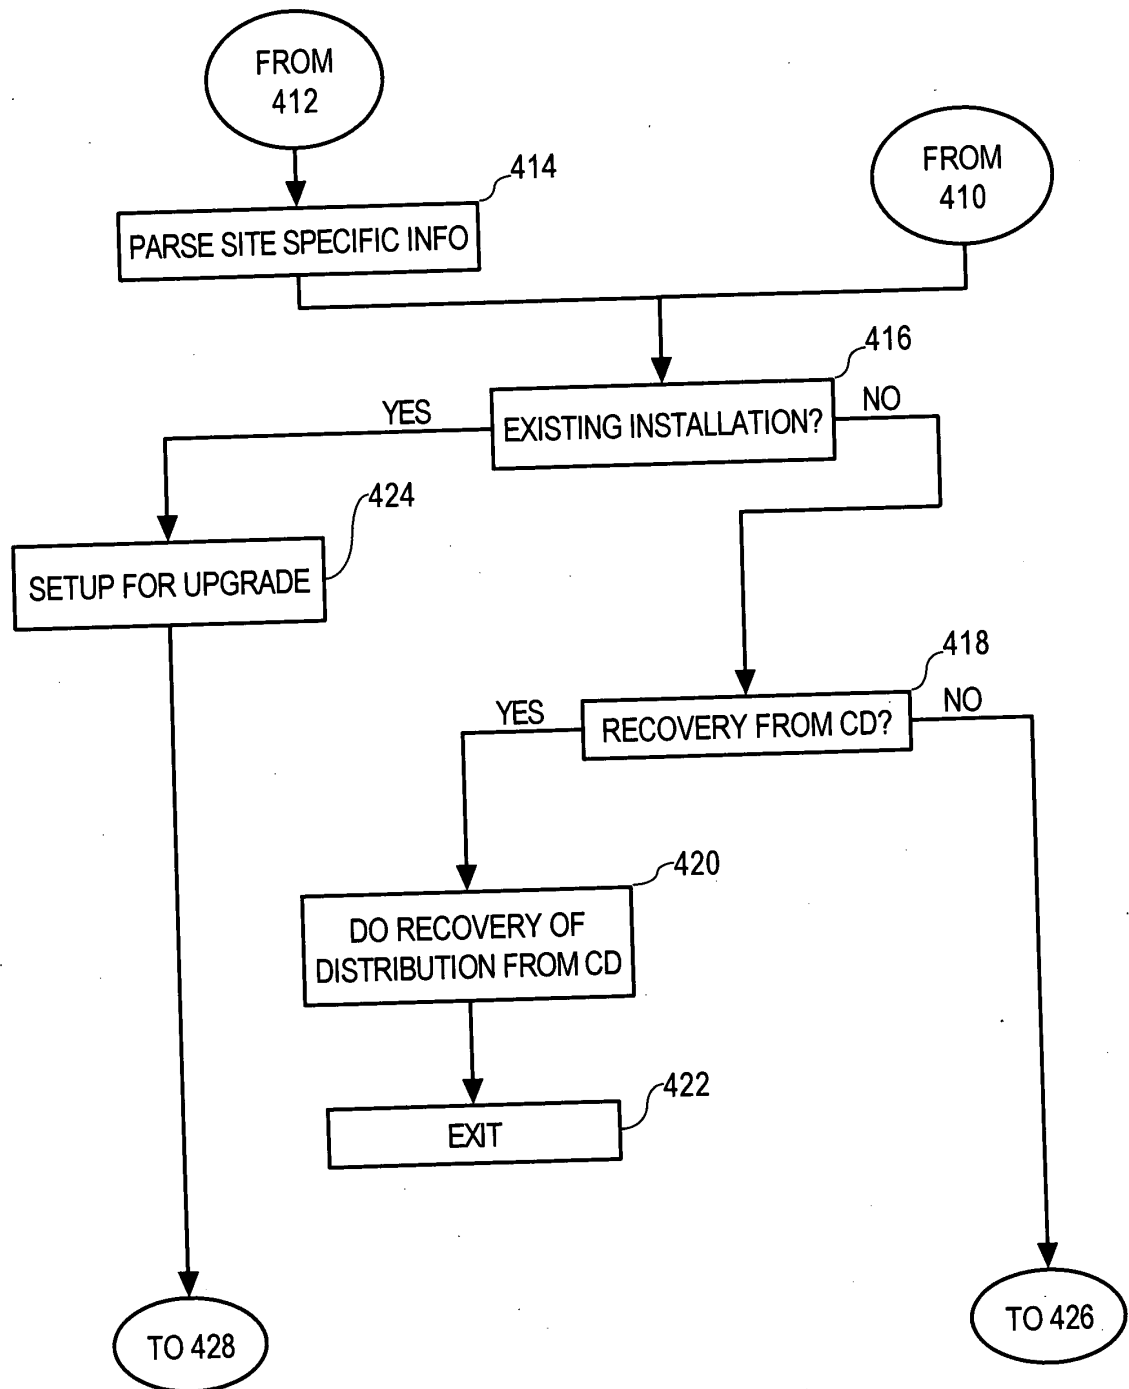 FROM
412
414
FROM
410
PARSE SITE SPECIFIC INFO
416
YES
EXISTING INSTALLATION?
NO
424
SETUP FOR UPGRADE
418
YES
RECOVERY FROM CD?
NO
420
DO RECOVERY OF
DISTRIBUTION FROM CD
422
EXIT
TO 428
TO 426